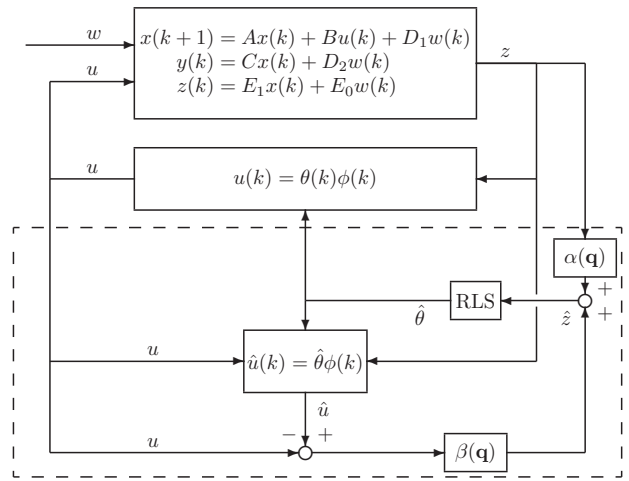 x(k + 1) = Ax(k) + Bu(k) + D₁w(k)
y(k) = Cx(k) + D₂w(k)
z(k) = E₁x(k) + E₀w(k)
w
u
z
u
u(k) = θ(k)ϕ(k)
α(q)
+
+
RLS
θ̂
ẑ
u
û(k) = θ̂ϕ(k)
û
u
− +
β(q)